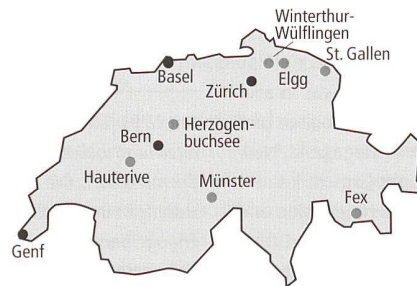 Winterthur-
Wülflingen
St. Gallen
Basel
Elgg
Zürich
Bern
Herzogen-
buchsee
Hauterive
Münster
Fex
Genf